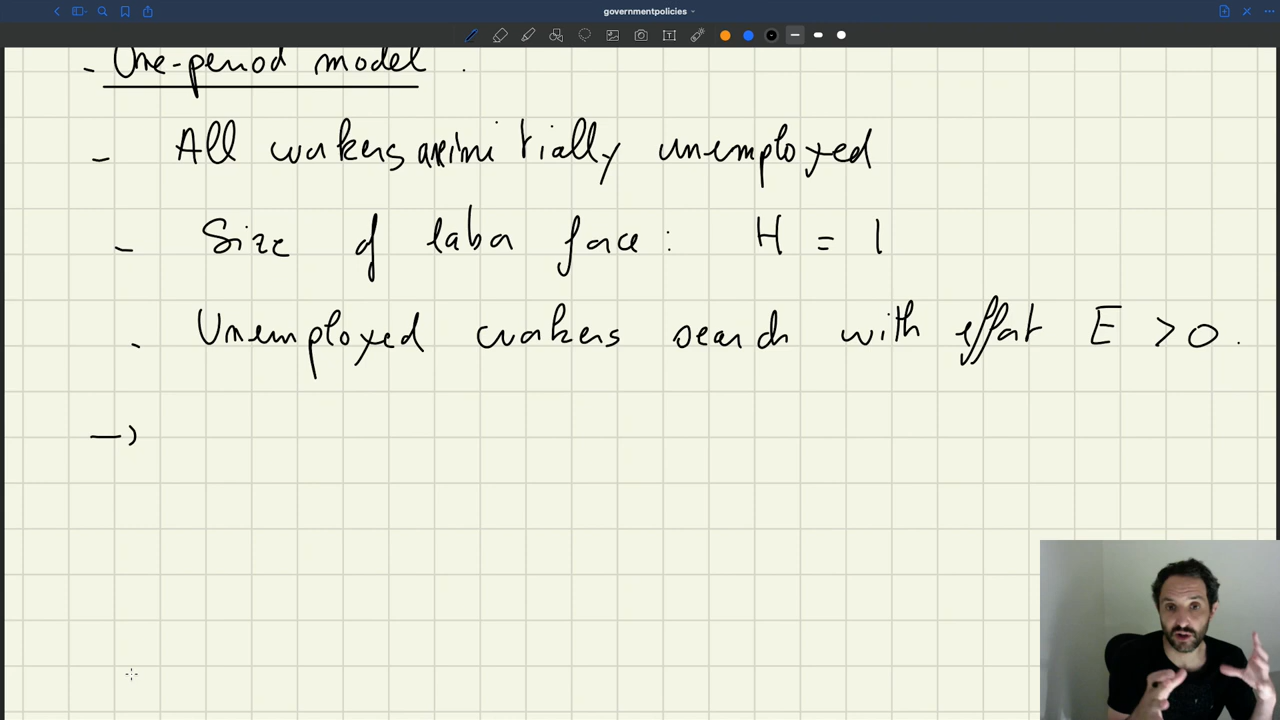 governmentpolicies
- One-period model .
- All workers are initially unemployed
- Size of labor force : H = 1
. Unemployed workers search with effort E > 0 .
→